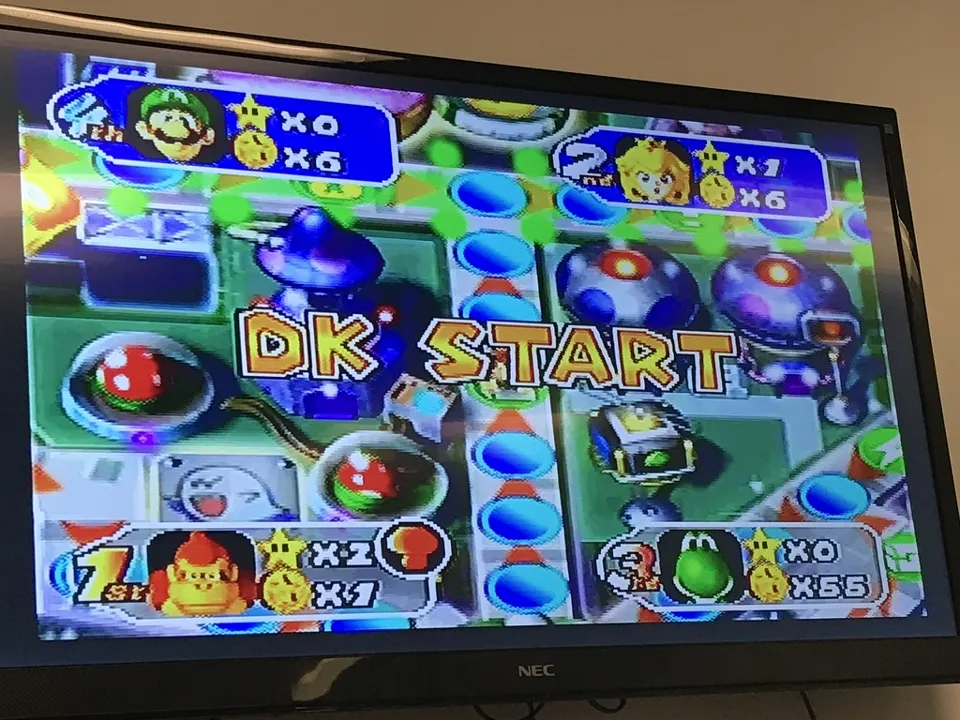 4th
×0
×6
2nd
×1
×6
DK START
1st
×2
×1
3rd
×0
×55
NEC